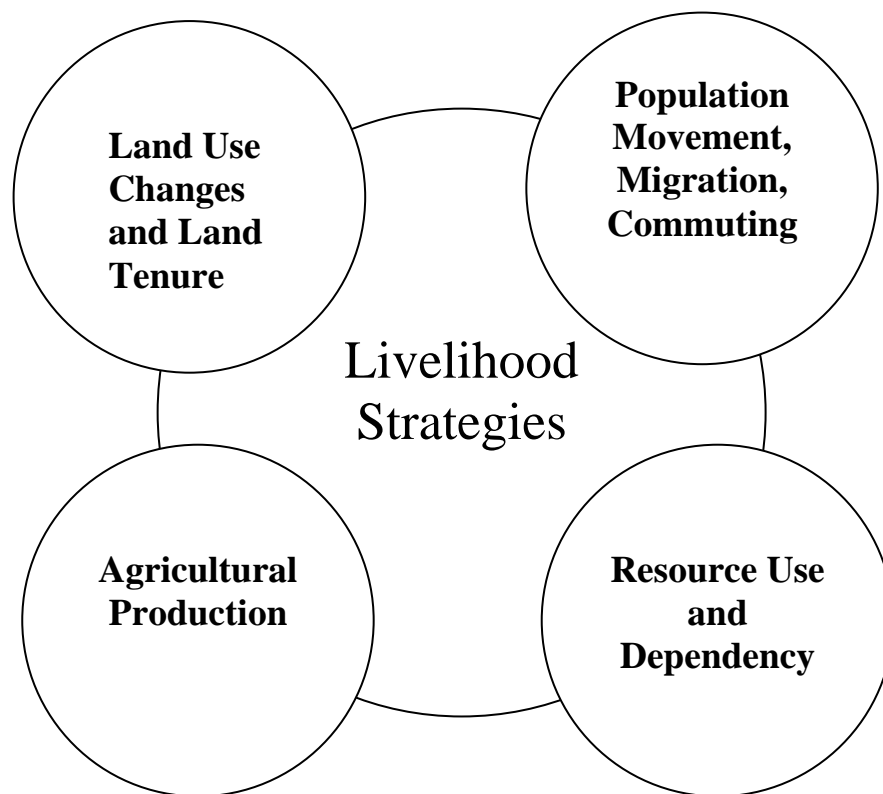 Land Use
Changes
and Land
Tenure
Population
Movement,
Migration,
Commuting
Livelihood
Strategies
Agricultural
Production
Resource Use
and
Dependency